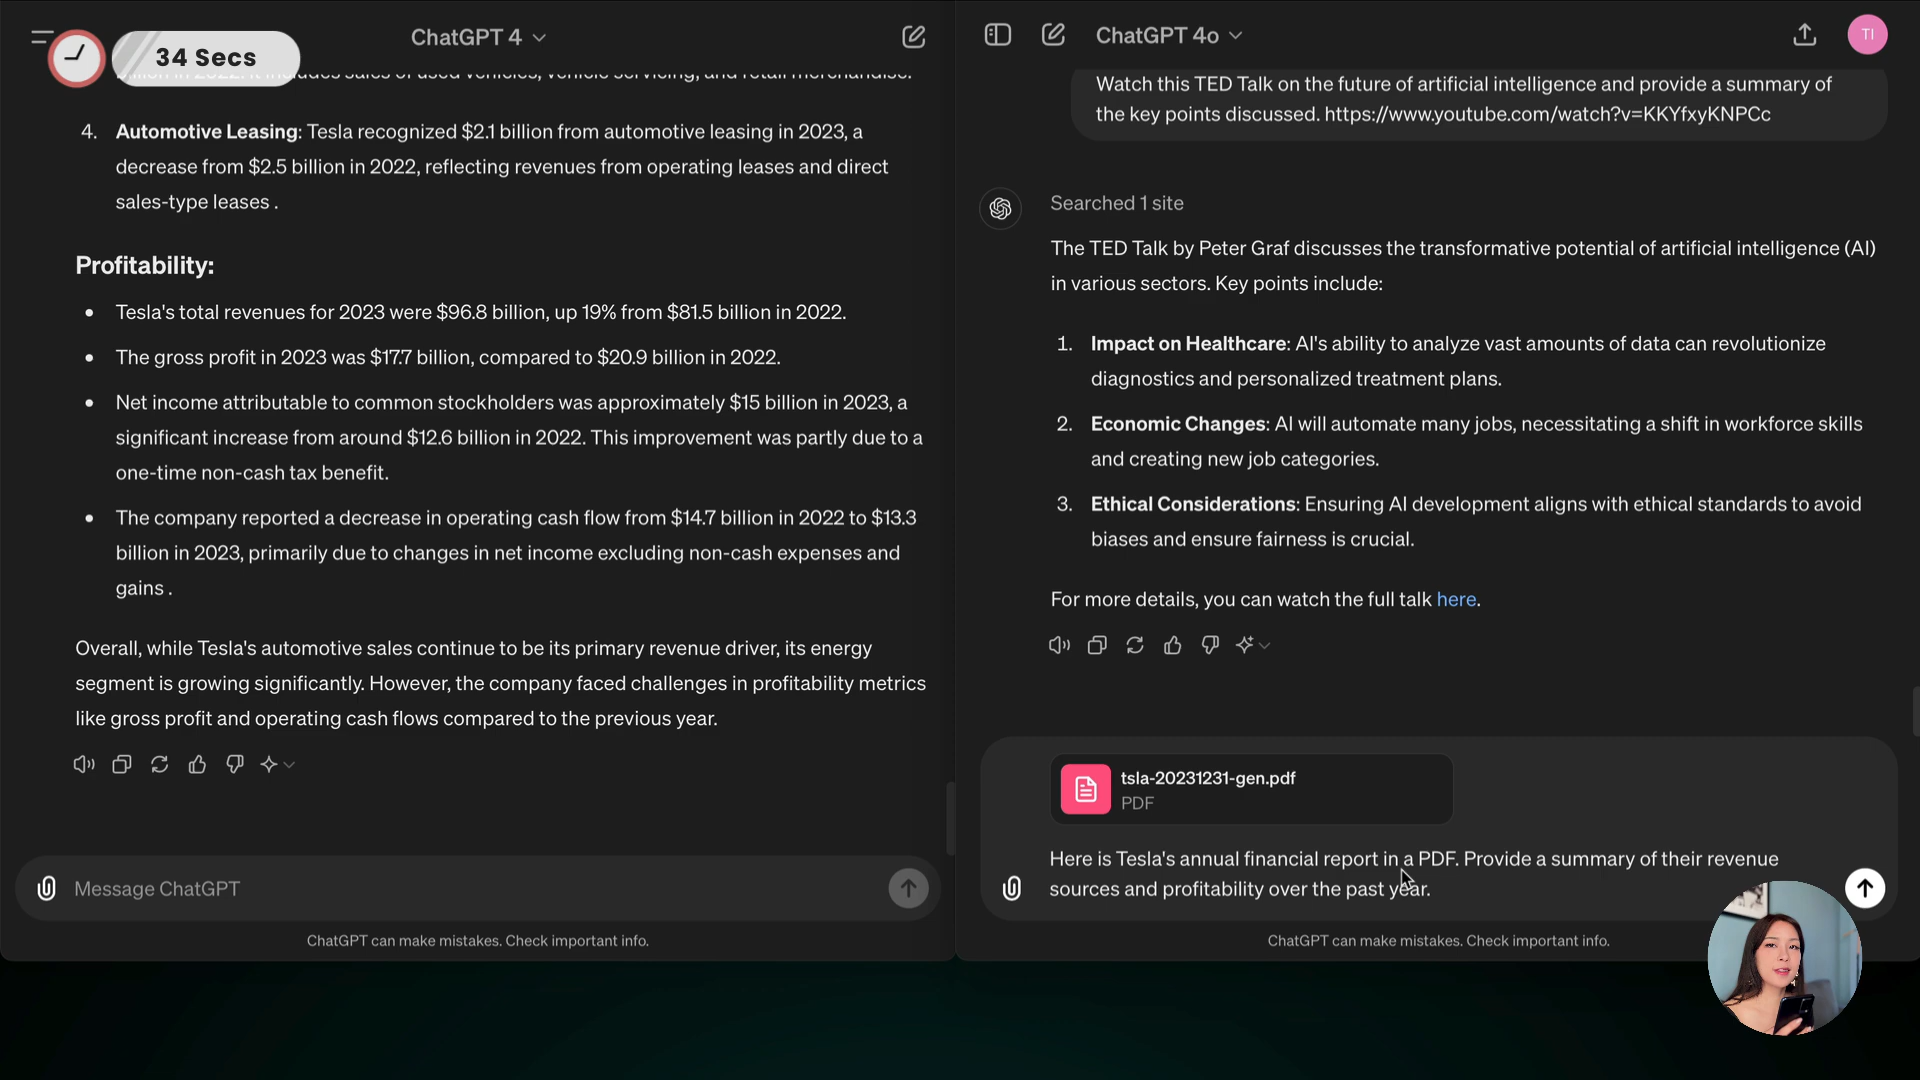 34 Secs
ChatGPT 4
billion in 2022. It includes sales of used vehicles, vehicle servicing, and retail merchandise.
4. Automotive Leasing: Tesla recognized $2.1 billion from automotive leasing in 2023, a
decrease from $2.5 billion in 2022, reflecting revenues from operating leases and direct
sales-type leases .
Profitability:
• Tesla's total revenues for 2023 were $96.8 billion, up 19% from $81.5 billion in 2022.
• The gross profit in 2023 was $17.7 billion, compared to $20.9 billion in 2022.
• Net income attributable to common stockholders was approximately $15 billion in 2023, a
significant increase from around $12.6 billion in 2022. This improvement was partly due to a
one-time non-cash tax benefit.
• The company reported a decrease in operating cash flow from $14.7 billion in 2022 to $13.3
billion in 2023, primarily due to changes in net income excluding non-cash expenses and
gains .
Overall, while Tesla's automotive sales continue to be its primary revenue driver, its energy
segment is growing significantly. However, the company faced challenges in profitability metrics
like gross profit and operating cash flows compared to the previous year.
Message ChatGPT
ChatGPT can make mistakes. Check important info.
ChatGPT 4o
TI
Watch this TED Talk on the future of artificial intelligence and provide a summary of
the key points discussed. https://www.youtube.com/watch?v=KKYfxyKNPCc
Searched 1 site
The TED Talk by Peter Graf discusses the transformative potential of artificial intelligence (AI)
in various sectors. Key points include:
1. Impact on Healthcare: AI's ability to analyze vast amounts of data can revolutionize
diagnostics and personalized treatment plans.
2. Economic Changes: AI will automate many jobs, necessitating a shift in workforce skills
and creating new job categories.
3. Ethical Considerations: Ensuring AI development aligns with ethical standards to avoid
biases and ensure fairness is crucial.
For more details, you can watch the full talk here.
tsla-20231231-gen.pdf
PDF
Here is Tesla's annual financial report in a PDF. Provide a summary of their revenue
sources and profitability over the past year.
ChatGPT can make mistakes. Check important info.